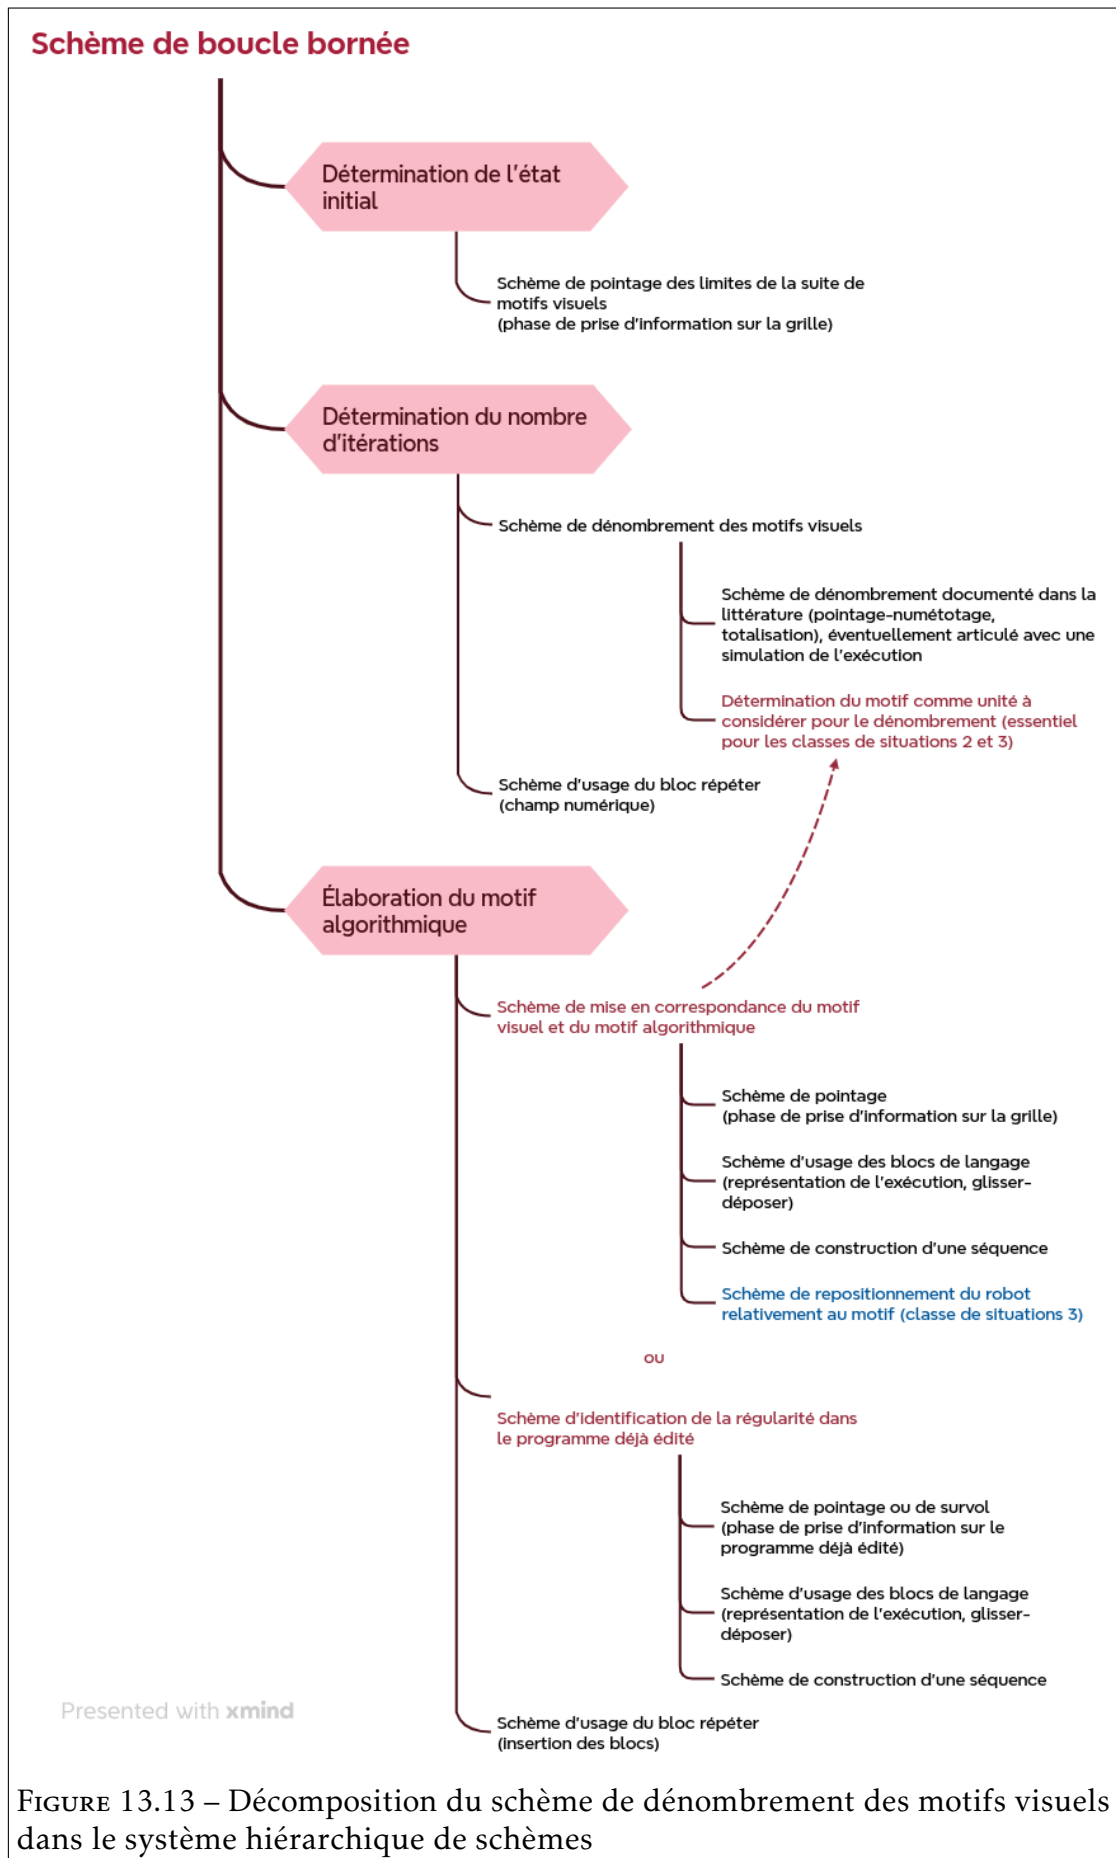 Schème de boucle bornée
Détermination de l'état
initial
Schème de pointage des limites de la suite de
motifs visuels
(phase de prise d'information sur la grille)
Détermination du nombre
d'itérations
Schème de dénombrement des motifs visuels
Schème de dénombrement documenté dans la
littérature (pointage-numétotage,
totalisation), éventuellement articulé avec une
simulation de l'exécution
Détermination du motif comme unité à
considérer pour le dénombrement (essentiel
pour les classes de situations 2 et 3)
Schème d'usage du bloc répéter
(champ numérique)
Élaboration du motif
algorithmique
Schème de mise en correspondance du motif
visuel et du motif algorithmique
Schème de pointage
(phase de prise d'information sur la grille)
Schème d'usage des blocs de langage
(représentation de l'exécution, glisser-
déposer)
Schème de construction d'une séquence
Schème de repositionnement du robot
relativement au motif (classe de situations 3)
ou
Schème d'identification de la régularité dans
le programme déjà édité
Schème de pointage ou de survol
(phase de prise d'information sur le
programme déjà édité)
Schème d'usage des blocs de langage
(représentation de l'exécution, glisser-
déposer)
Schème de construction d'une séquence
Schème d'usage du bloc répéter
(insertion des blocs)
Presented with xmind
FIGURE 13.13 – Décomposition du schème de dénombrement des motifs visuels
dans le système hiérarchique de schèmes